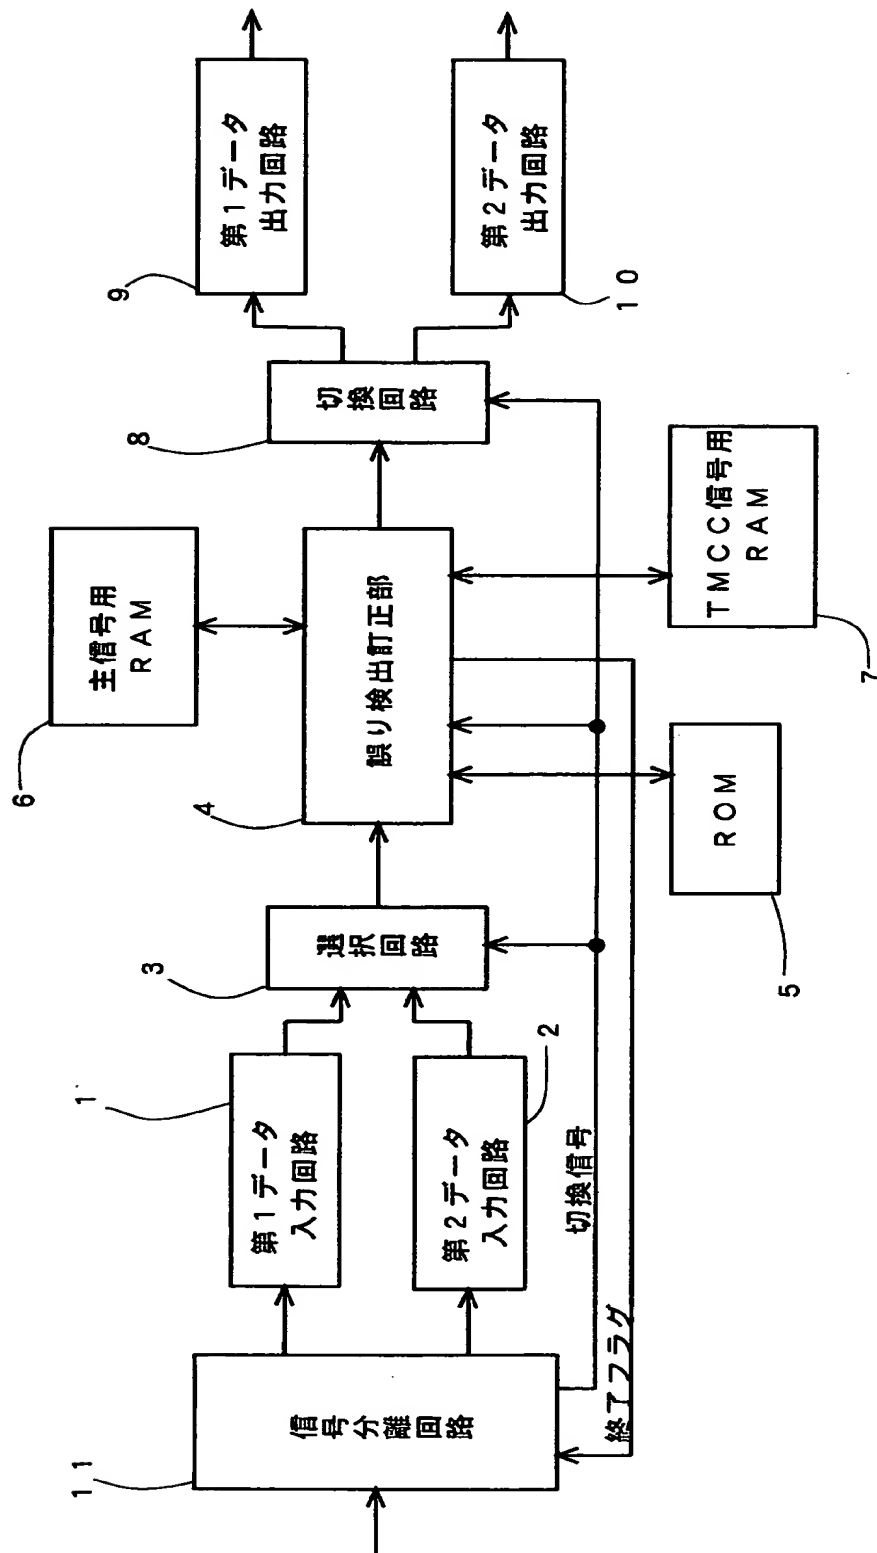 11
信号分離回路
1
第1データ
入力回路
第2データ
入力回路
2
3
選択回路
4
誤り検出訂正部
6
主信号用
RAM
ROM
5
TMCC信号用
RAM
7
8
切換回路
9
第1データ
出力回路
第2データ
出力回路
10
切換信号
終了フラグ